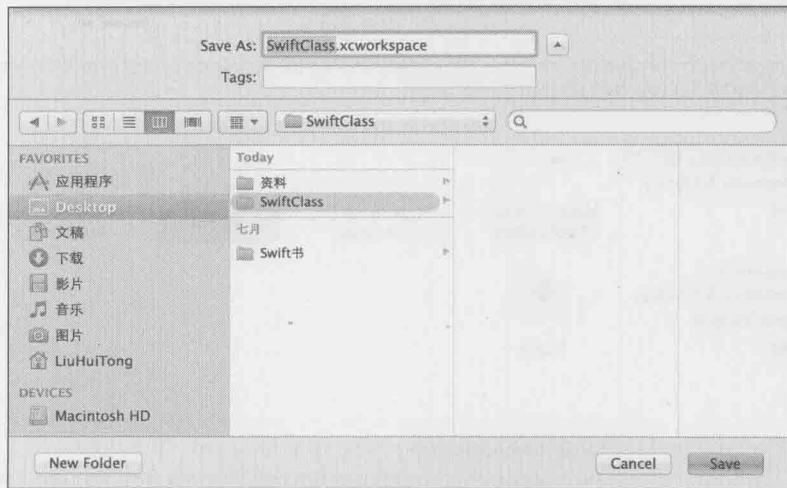 Save As: SwiftClass.xcworkspace
Tags:
SwiftClass
FAVORITES
应用程序
Desktop
文稿
下载
影片
音乐
图片
LiuHuiTong
DEVICES
Macintosh HD
Today
资料
SwiftClass
七月
Swift书
New Folder
Cancel
Save